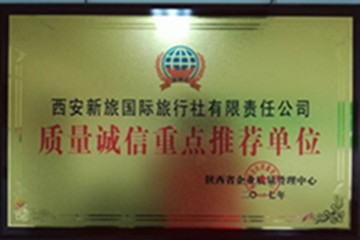 西安新旅国际旅行社有限责任公司
质量诚信重点推荐单位
陕西省企业质量管理中心
二〇一七年